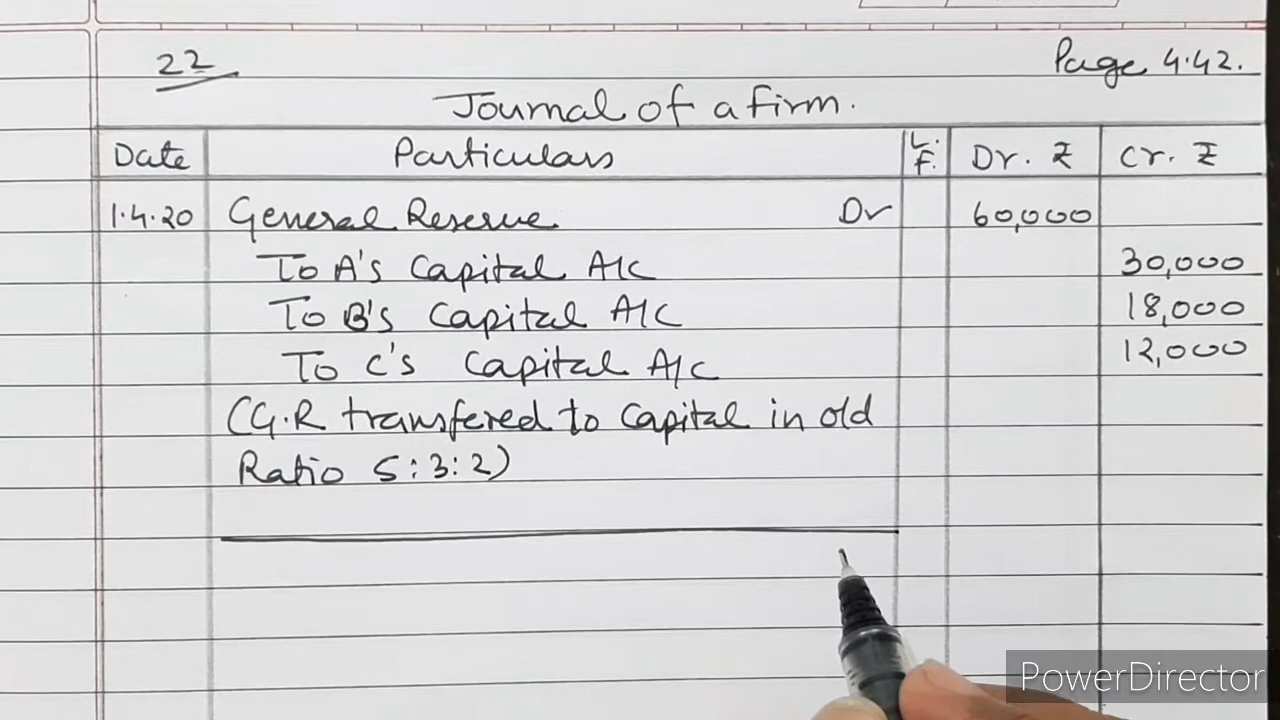 22 Page 4.42.
Journal of a firm.
Date Particulars L.F. Dr. ₹ Cr. ₹
1.4.20 General Reserve Dr 60,000
To A's Capital A/C 30,000
To B's Capital A/C 18,000
To C's Capital A/C 12,000
(G.R transfered to Capital in old
Ratio 5:3:2)
PowerDirector